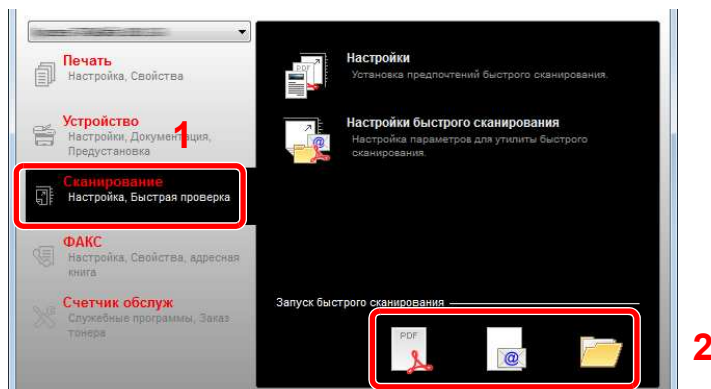 Печать
Настройка, Свойства
Устройство
Настройки, Документация,
Предустановка
1
Сканирование
Настройка, Быстрая проверка
ФАКС
Настройка, Свойства, адресная
книга
Счетчик обслуж
Служебные программы, Заказ
тонера
Настройки
Установка предпочтений быстрого сканирования.
Настройки быстрого сканирования
Настройка параметров для утилиты быстрого
сканирования.
Запуск быстрого сканирования
PDF
@
2